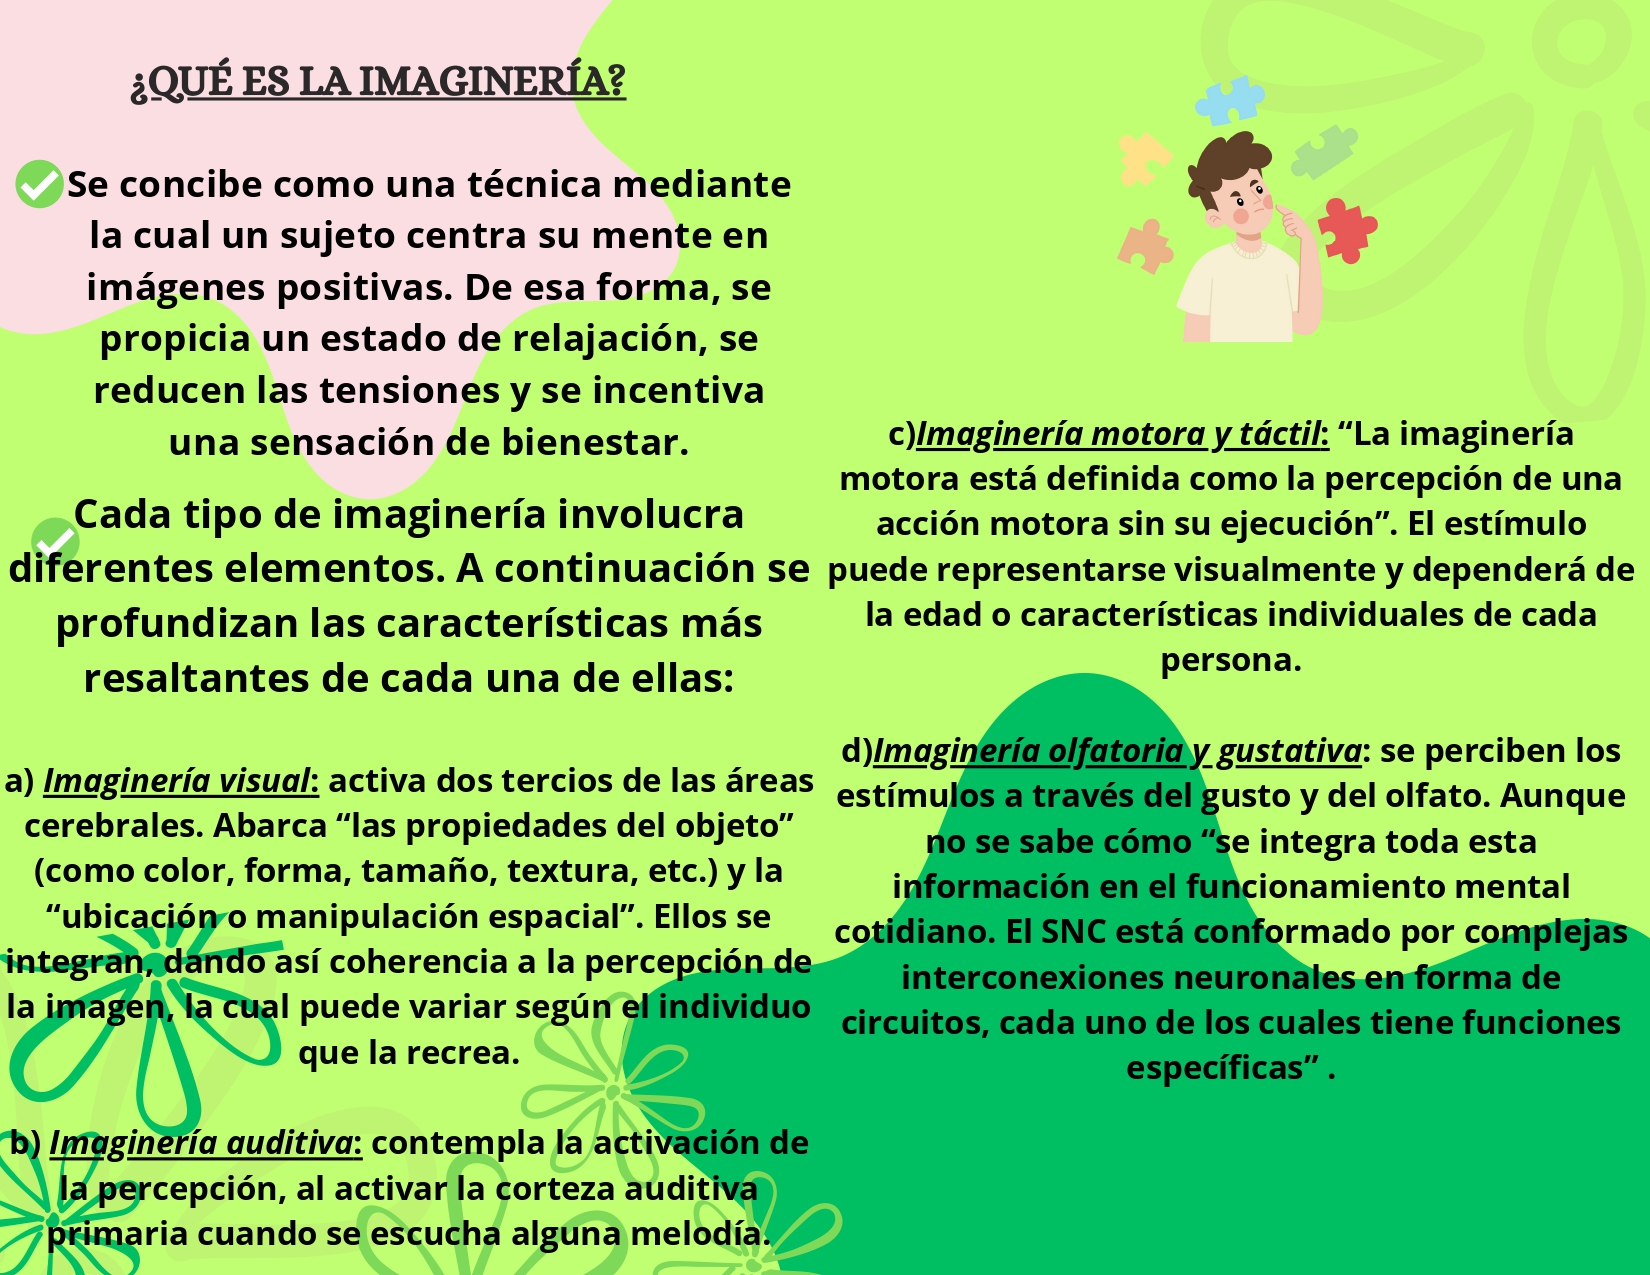 ¿QUÉ ES LA IMAGINERÍA?
Se concibe como una técnica mediante
la cual un sujeto centra su mente en
imágenes positivas. De esa forma, se
propicia un estado de relajación, se
reducen las tensiones y se incentiva
una sensación de bienestar.
Cada tipo de imaginería involucra
diferentes elementos. A continuación se
profundizan las características más
resaltantes de cada una de ellas:
a) Imaginería visual: activa dos tercios de las áreas
cerebrales. Abarca “las propiedades del objeto”
(como color, forma, tamaño, textura, etc.) y la
“ubicación o manipulación espacial”. Ellos se
integran, dando así coherencia a la percepción de
la imagen, la cual puede variar según el individuo
que la recrea.
b) Imaginería auditiva: contempla la activación de
la percepción, al activar la corteza auditiva
primaria cuando se escucha alguna melodía.
c)Imaginería motora y táctil: “La imaginería
motora está definida como la percepción de una
acción motora sin su ejecución”. El estímulo
puede representarse visualmente y dependerá de
la edad o características individuales de cada
persona.
d)Imaginería olfatoria y gustativa: se perciben los
estímulos a través del gusto y del olfato. Aunque
no se sabe cómo “se integra toda esta
información en el funcionamiento mental
cotidiano. El SNC está conformado por complejas
interconexiones neuronales en forma de
circuitos, cada uno de los cuales tiene funciones
específicas” .